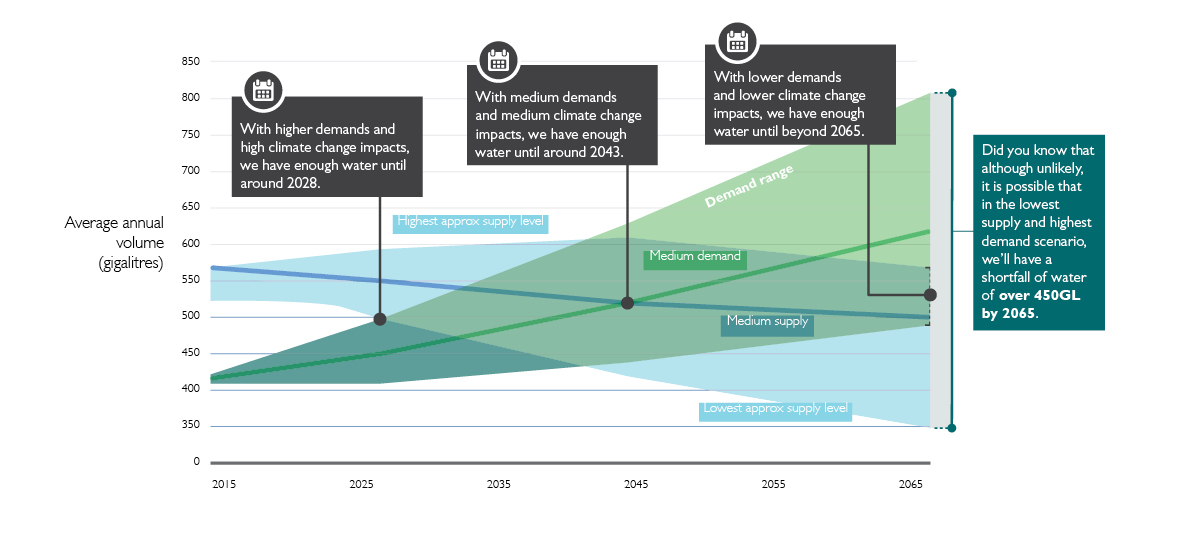 850
800
750
700
650
600
550
500
450
400
350
0
Average annual
volume
(gigalitres)
2015
2025
2035
2045
2055
2065
With higher demands and
high climate change impacts,
we have enough water until
around 2028.
With medium demands
and medium climate change
impacts, we have enough
water until around 2043.
With lower demands
and lower climate change
impacts, we have enough
water until beyond 2065.
Highest approx supply level
Demand range
Medium demand
Medium supply
Lowest approx supply level
Did you know that
although unlikely,
it is possible that
in the lowest
supply and highest
demand scenario,
we'll have a
shortfall of water
of over 450GL
by 2065.